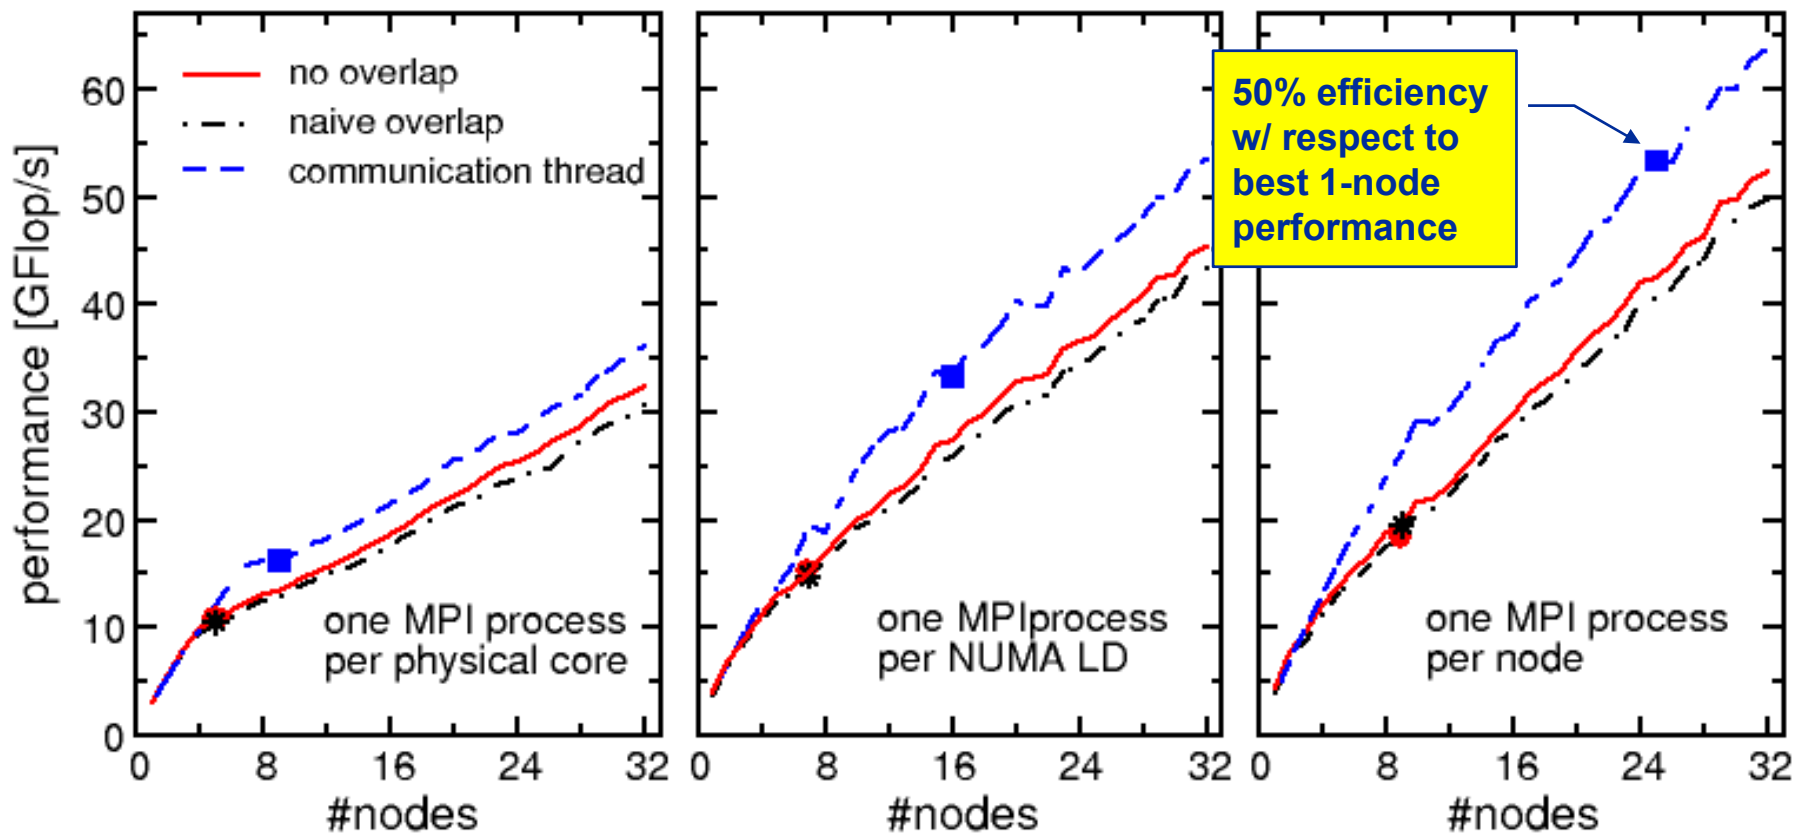 no overlap
naive overlap
communication thread
performance [GFlop/s]
60
50
40
30
20
10
0
one MPI process
per physical core
0 8 16 24 32
#nodes
one MPIprocess
per NUMA LD
0 8 16 24 32
#nodes
50% efficiency
w/ respect to
best 1-node
performance
one MPI process
per node
0 8 16 24 32
#nodes